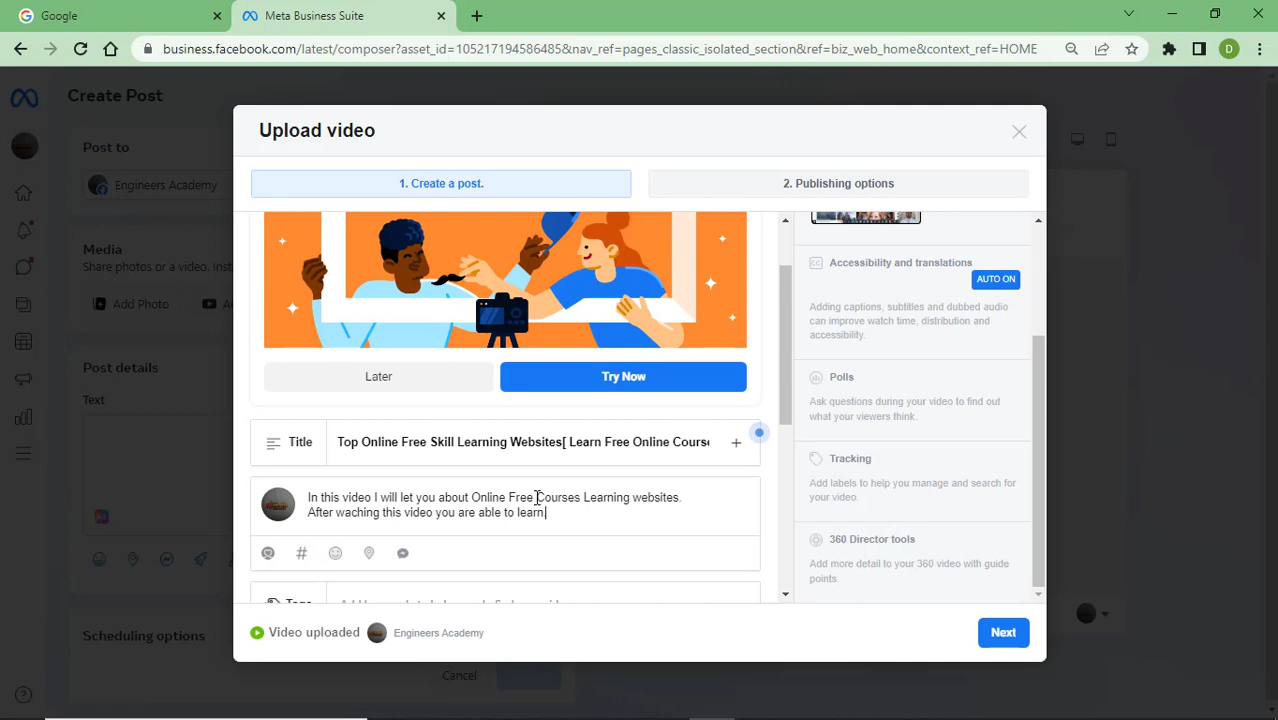 Google
Meta Business Suite
business.facebook.com/latest/composer?asset_id=105217194586485&nav_ref=pages_classic_isolated_section&ref=biz_web_home&context_ref=HOME
D
Create Post
Post to
Engineers Academy
Media
Share photos or a video. inst
Add Photo
Post details
Text
Scheduling options
Cancel
Upload video
1. Create a post.
2. Publishing options
Later
Try Now
Title
Top Online Free Skill Learning Websites[ Learn Free Online Course
In this video I will let you about Online Free Courses Learning websites.
After waching this video you are able to learn
Video uploaded
Engineers Academy
CC
Accessibility and translations
AUTO ON
Adding captions, subtitles and dubbed audio
can improve watch time, distribution and
accessibility.
Polls
Ask questions during your video to find out
what your viewers think.
Tracking
Add labels to help you manage and search for
your video.
360 Director tools
Add more detail to your 360 video with guide
points.
Next